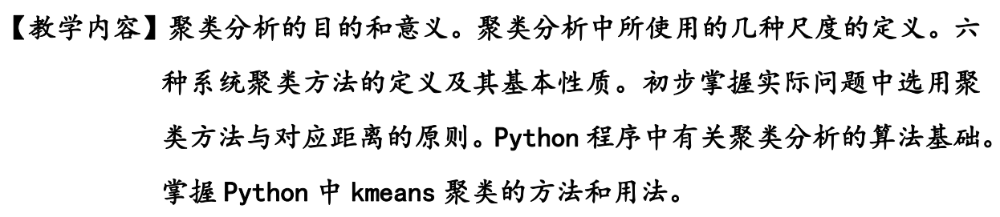 【教学内容】聚类分析的目的和意义。聚类分析中所使用的几种尺度的定义。六
种系统聚类方法的定义及其基本性质。初步掌握实际问题中选用聚
类方法与对应距离的原则。Python 程序中有关聚类分析的算法基础。
掌握 Python 中 kmeans 聚类的方法和用法。